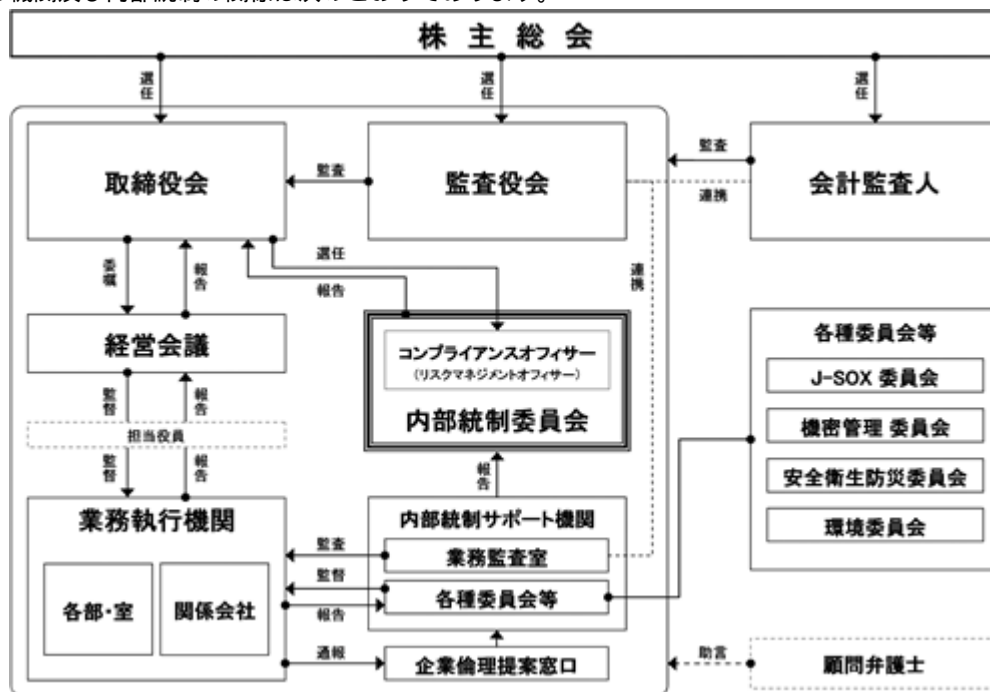 株主総会
選任
選任
選任
取締役会
監査
監査役会
監査
連携
会計監査人
委嘱
報告
選任
報告
連携
経営会議
コンプライアンスオフィサー
(リスクマネジメントオフィサー)
内部統制委員会
各種委員会等
J-SOX 委員会
機密管理 委員会
安全衛生防災委員会
環境委員会
監督
報告
担当役員
監督
報告
報告
業務執行機関
各部・室
関係会社
内部統制サポート機関
監査
業務監査室
監督
各種委員会等
報告
通報
企業倫理提案窓口
助言
顧問弁護士